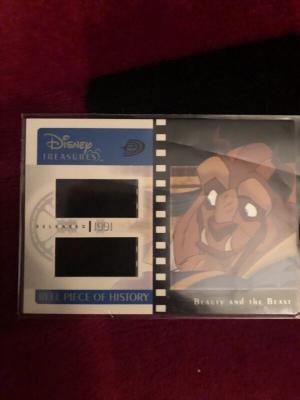 Disney
TREASURES
RELEASED 1991
REEL PIECE OF HISTORY
BEAUTY AND THE BEAST